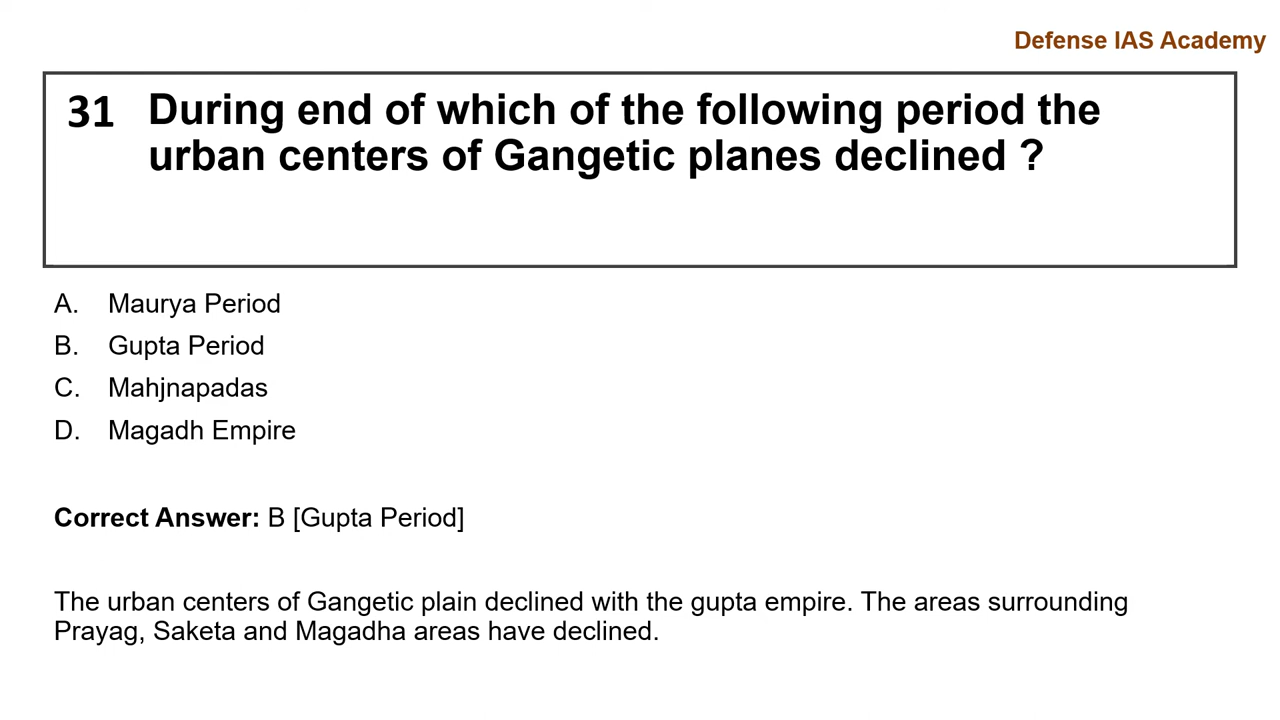 Defense IAS Academy
31 During end of which of the following period the
urban centers of Gangetic planes declined ?
A. Maurya Period
B. Gupta Period
C. Mahjnapadas
D. Magadh Empire
Correct Answer: B [Gupta Period]
The urban centers of Gangetic plain declined with the gupta empire. The areas surrounding
Prayag, Saketa and Magadha areas have declined.